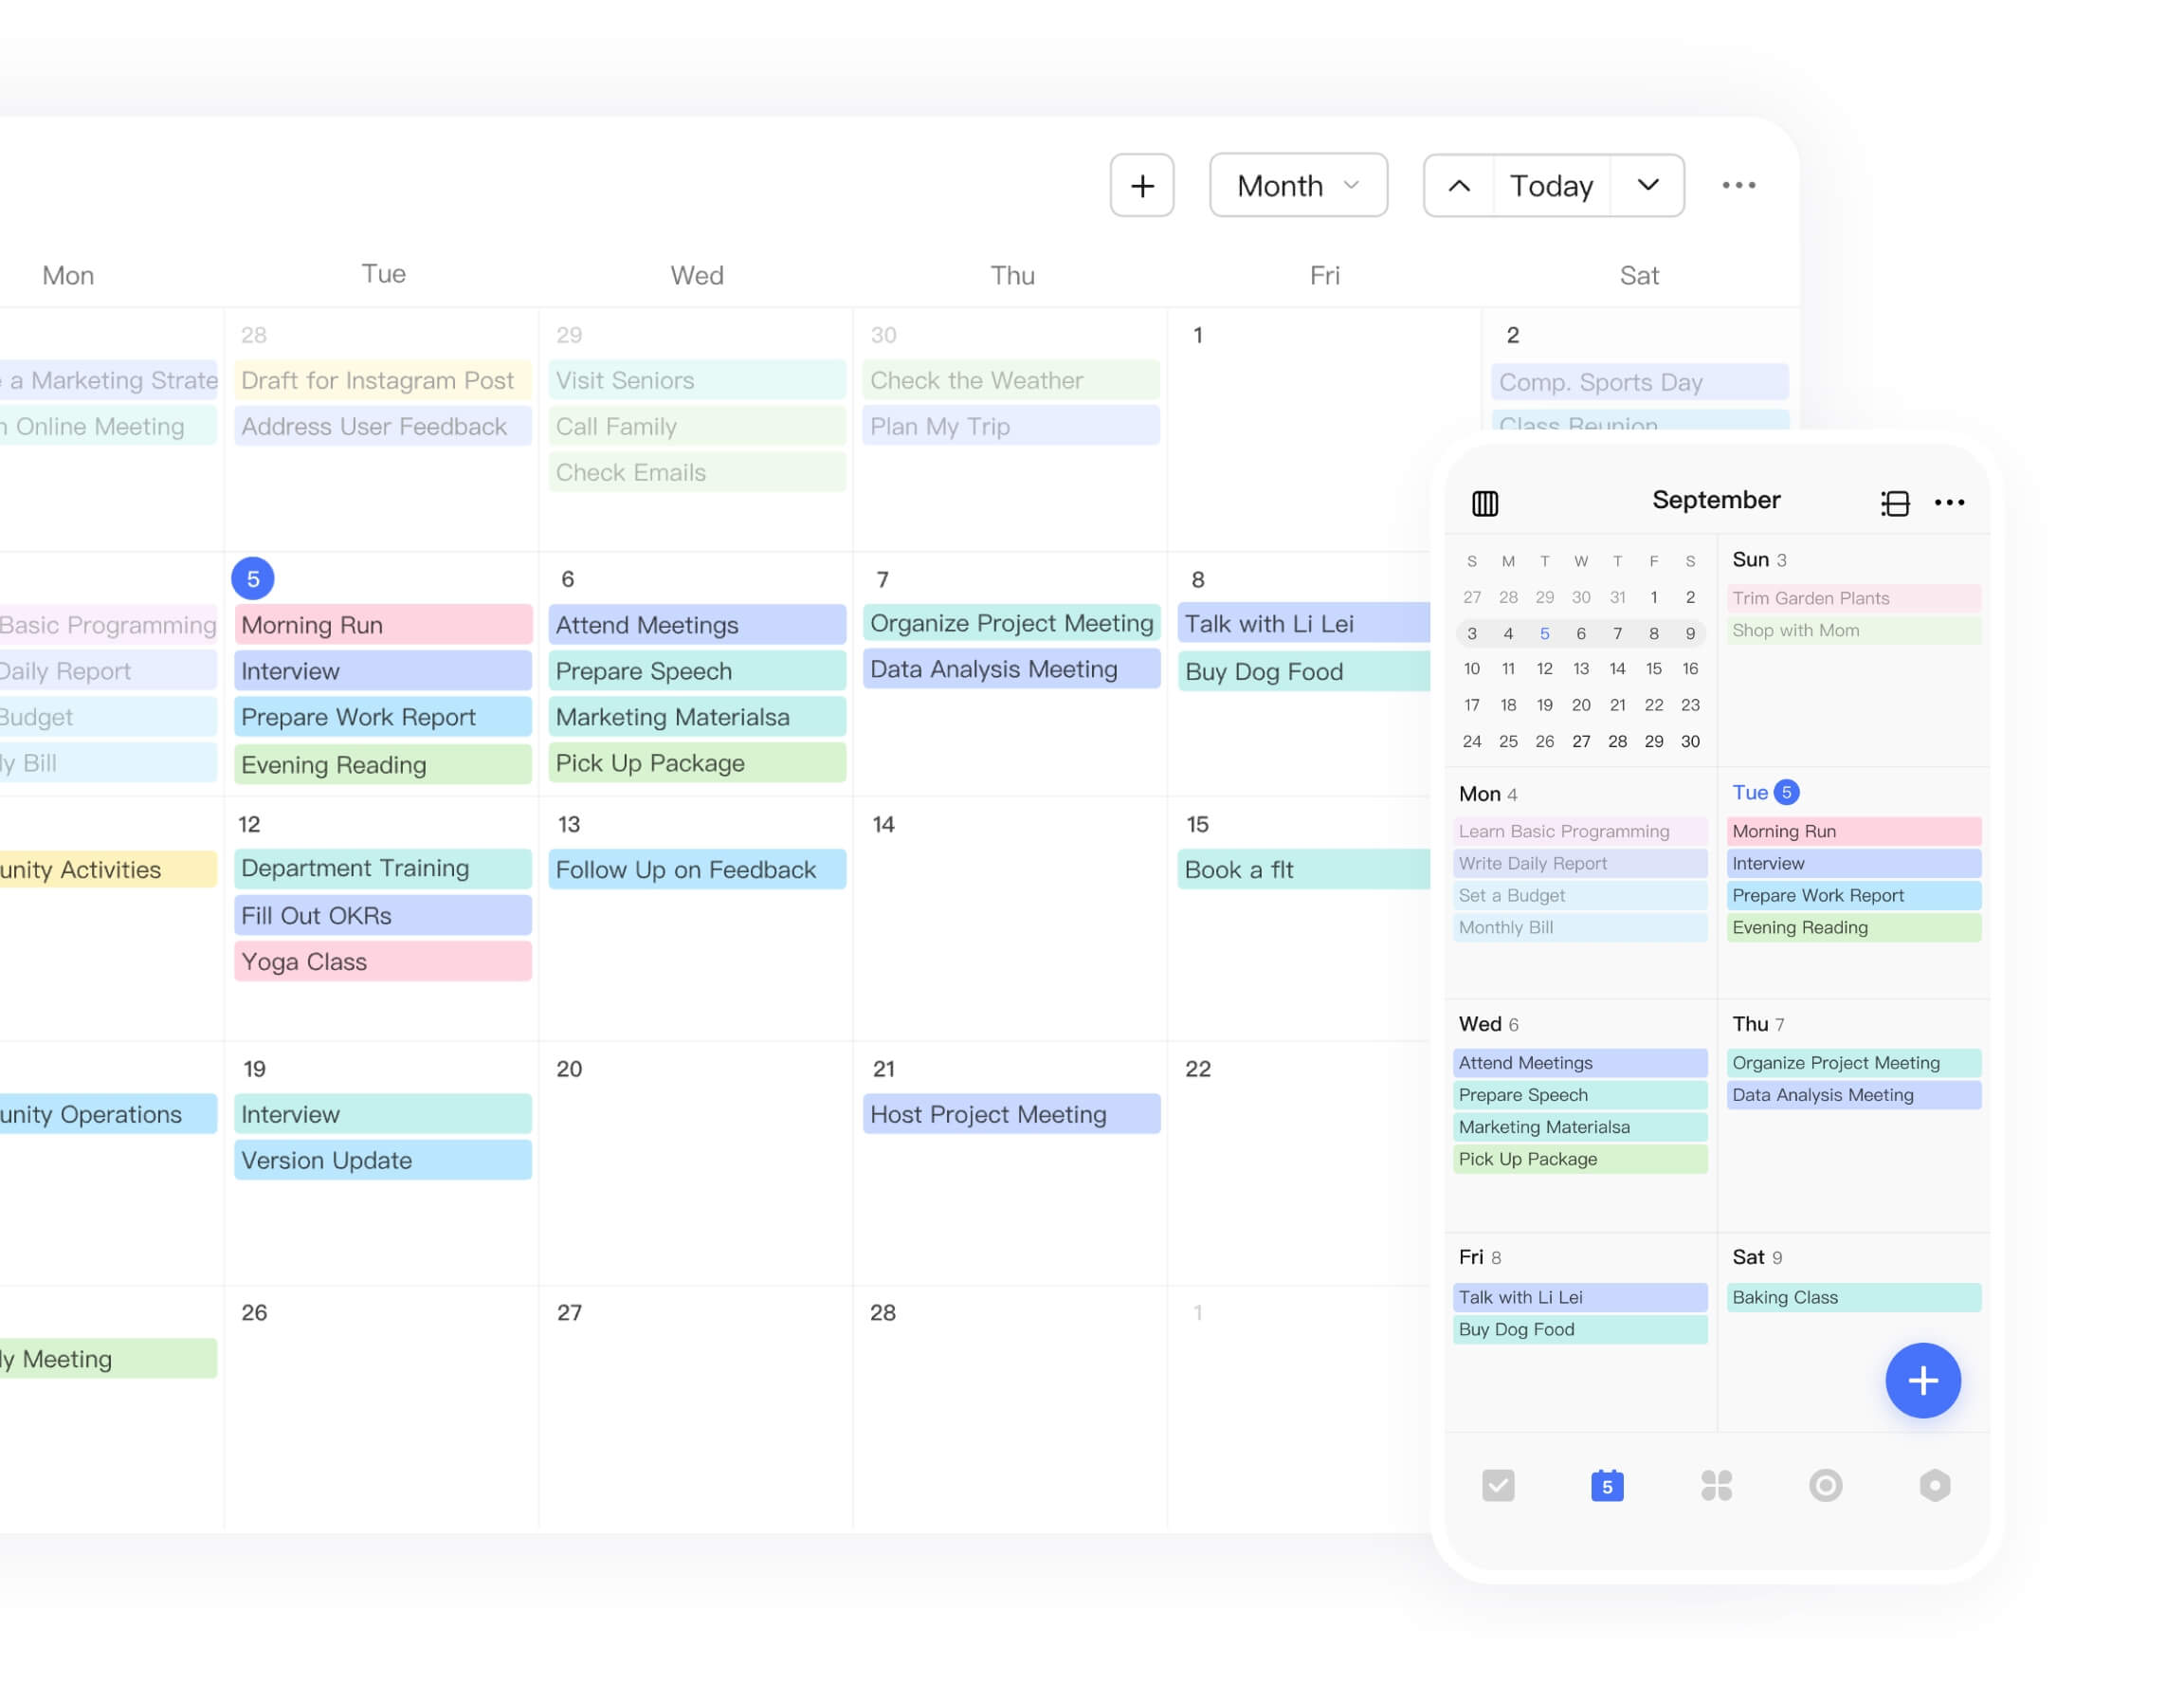 Month
Today
Mon Tue Wed Thu Fri Sat
28 29 30 1 2
a Marketing Strate Draft for Instagram Post Visit Seniors Check the Weather Comp. Sports Day
Online Meeting Address User Feedback Call Family Plan My Trip Class Reunion
Check Emails
5 6 7 8
Basic Programming Morning Run Attend Meetings Organize Project Meeting Talk with Li Lei
Daily Report Interview Prepare Speech Data Analysis Meeting Buy Dog Food
Budget Prepare Work Report Marketing Materialsa
ly Bill Evening Reading Pick Up Package
12 13 14 15
unity Activities Department Training Follow Up on Feedback Book a flt
Fill Out OKRs
Yoga Class
19 20 21 22
unity Operations Interview Host Project Meeting
Version Update
26 27 28 1
ly Meeting
September
S M T W T F S
27 28 29 30 31 1 2
3 4 5 6 7 8 9
10 11 12 13 14 15 16
17 18 19 20 21 22 23
24 25 26 27 28 29 30
Sun 3
Trim Garden Plants
Shop with Mom
Mon 4
Learn Basic Programming
Write Daily Report
Set a Budget
Monthly Bill
Tue 5
Morning Run
Interview
Prepare Work Report
Evening Reading
Wed 6
Attend Meetings
Prepare Speech
Marketing Materialsa
Pick Up Package
Thu 7
Organize Project Meeting
Data Analysis Meeting
Fri 8
Talk with Li Lei
Buy Dog Food
Sat 9
Baking Class
5